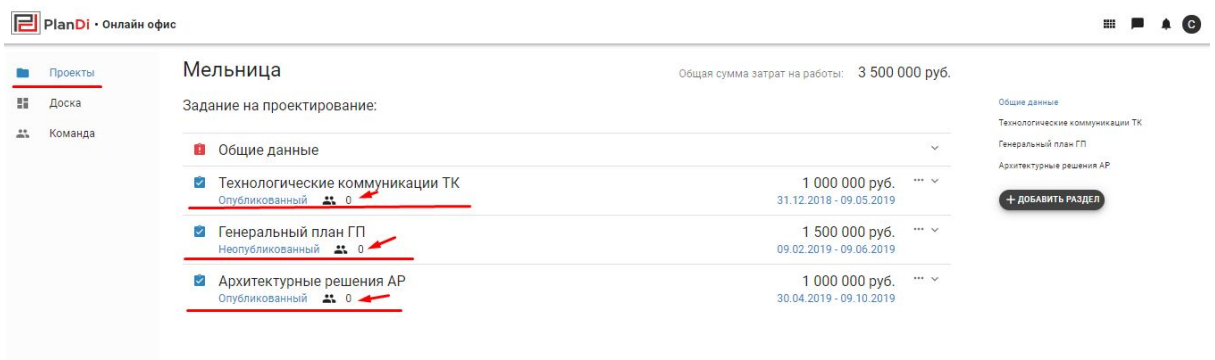 PlanDi • Онлайн офис
C
Проекты
Доска
Команда
Мельница
Общая сумма затрат на работы: 3 500 000 руб.
Задание на проектирование:
Общие данные
Технологические коммуникации ТК
1 000 000 руб.
Опубликованный 0
31.12.2018 - 09.05.2019
Генеральный план ГП
1 500 000 руб.
Неопубликованный 0
09.02.2019 - 09.06.2019
Архитектурные решения АР
1 000 000 руб.
Опубликованный 0
30.04.2019 - 09.10.2019
Общие данные
Технологические коммуникации ТК
Генеральный план ГП
Архитектурные решения АР
+ ДОБАВИТЬ РАЗДЕЛ